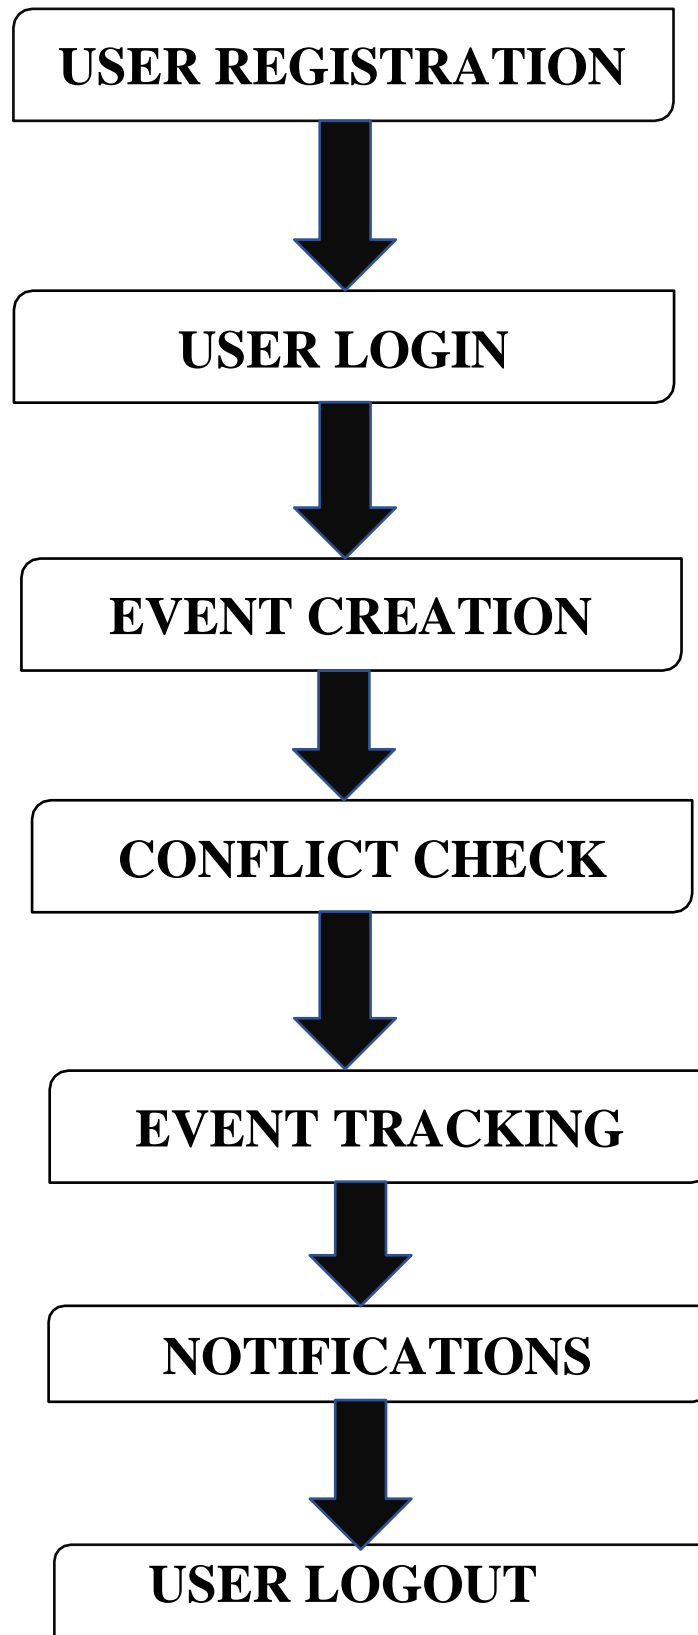 USER REGISTRATION
USER LOGIN
EVENT CREATION
CONFLICT CHECK
EVENT TRACKING
NOTIFICATIONS
USER LOGOUT